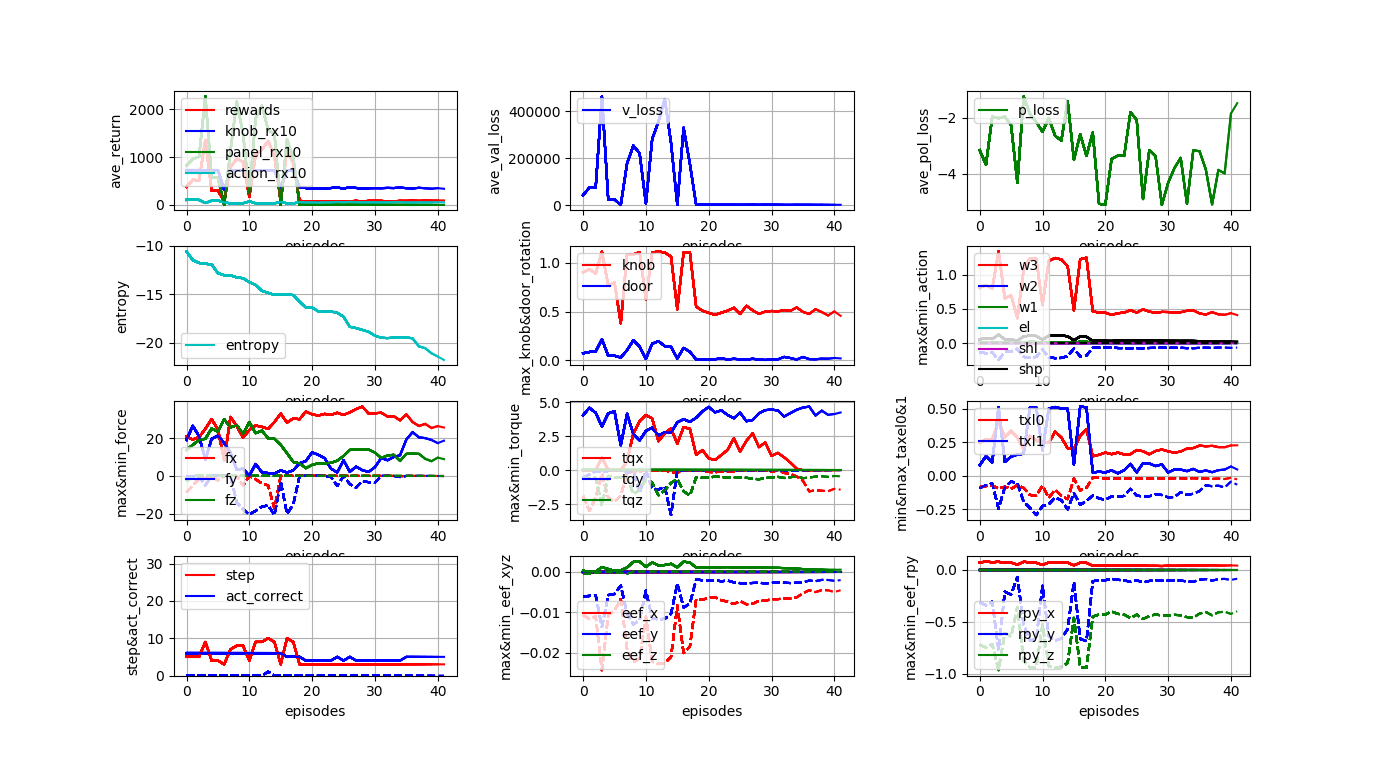 ave_return
2000
1000
0
rewards
knob_rx10
panel_rx10
action_rx10
0 10 20 30 40
episodes
ave_val_loss
400000
200000
0
v_loss
0 10 20 30 40
episodes
ave_pol_loss
−2
−4
p_loss
0 10 20 30 40
episodes
entropy
−10
−15
−20
entropy
0 10 20 30 40
episodes
max_knob&door_rotation
1.0
0.5
0.0
knob
door
0 10 20 30 40
episodes
max&min_action
1.0
0.5
0.0
w3
w2
w1
el
shl
shp
0 10 20 30 40
episodes
max&min_force
20
0
−20
fx
fy
fz
0 10 20 30 40
episodes
max&min_torque
5.0
2.5
0.0
−2.5
tqx
tqy
tqz
0 10 20 30 40
episodes
min&max_taxel0&1
0.50
0.25
0.00
−0.25
txl0
txl1
0 10 20 30 40
episodes
step&act_correct
30
20
10
0
step
act_correct
0 10 20 30 40
episodes
max&min_eef_xyz
0.00
−0.01
−0.02
eef_x
eef_y
eef_z
0 10 20 30 40
episodes
max&min_eef_rpy
0.0
−0.5
−1.0
rpy_x
rpy_y
rpy_z
0 10 20 30 40
episodes